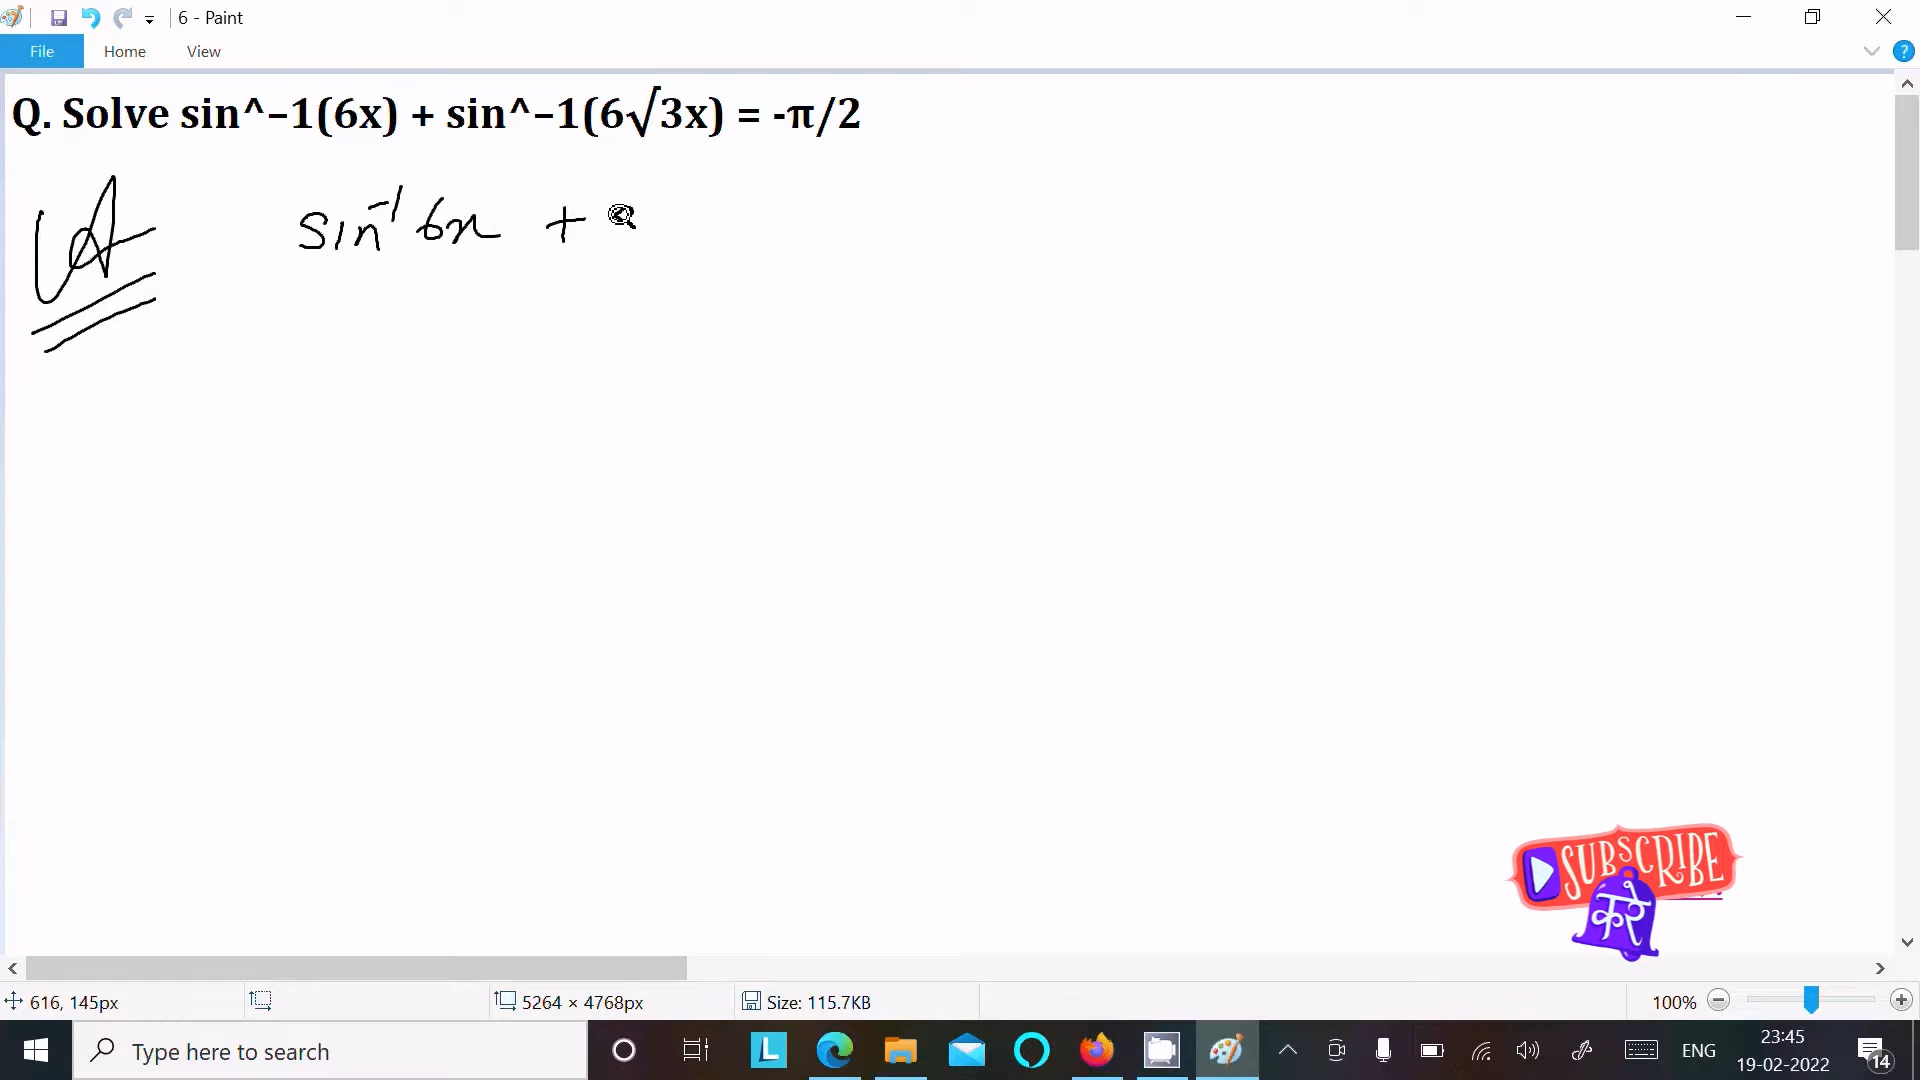 6 - Paint
File Home View
Q. Solve sin^−1(6x) + sin^−1(6√3x) = -π/2
sin⁻¹ 6x +
SUBSCRIBE
करे
616, 145px 5264 × 4768px Size: 115.7KB 100%
Type here to search
L
ENG
23:45
19-02-2022
14